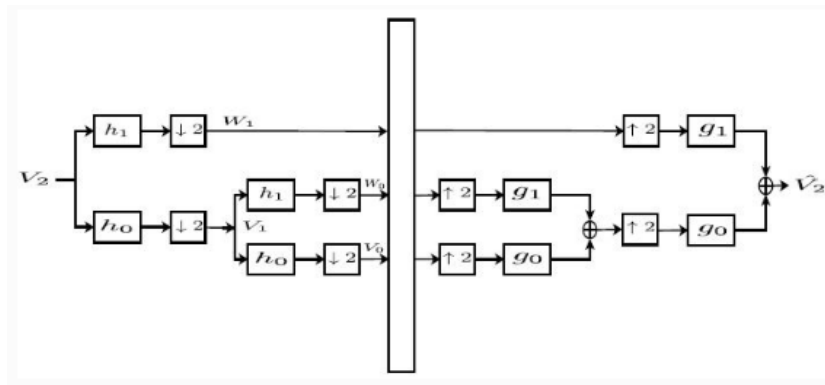 h₁ ↓ 2 W₁ ↑ 2 g₁
V₂ V̂₂
h₁ ↓ 2 W₀ ↑ 2 g₁
h₀ ↓ 2 V₁ ↑ 2 g₀
h₀ ↓ 2 V₀ ↑ 2 g₀